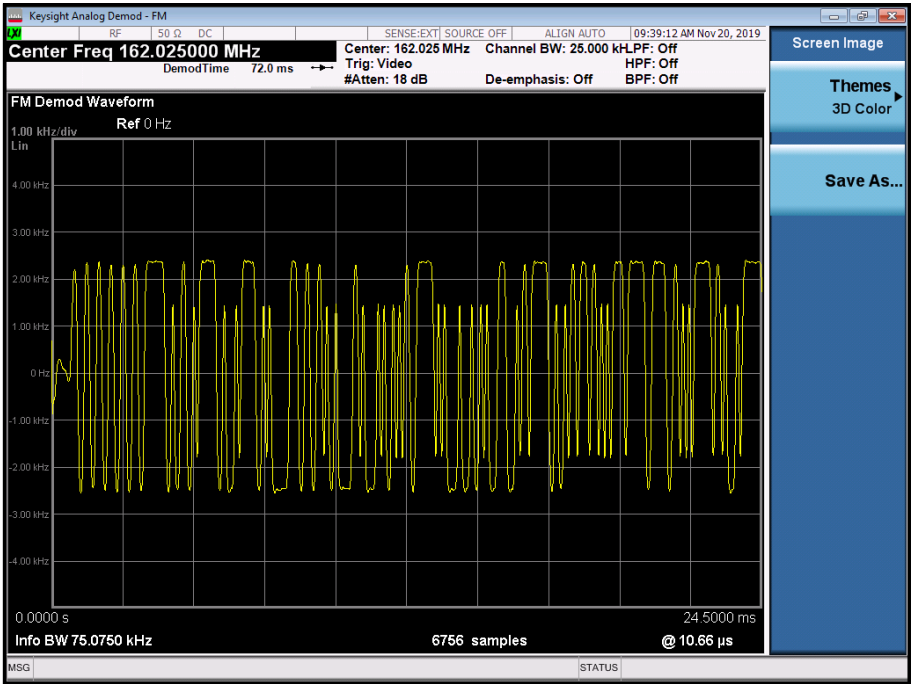 Keysight Analog Demod - FM
LXI RF 50 Ω DC SENSE:EXT SOURCE OFF ALIGN AUTO 09:39:12 AM Nov 20, 2019
Center Freq 162.025000 MHz
DemodTime 72.0 ms
Center: 162.025 MHz Channel BW: 25.000 kHLPF: Off
Trig: Video HPF: Off
#Atten: 18 dB De-emphasis: Off BPF: Off
Screen Image
Themes
3D Color
Save As...
FM Demod Waveform
Ref 0 Hz
1.00 kHz/div
Lin
4.00 kHz
3.00 kHz
2.00 kHz
1.00 kHz
0 Hz
-1.00 kHz
-2.00 kHz
-3.00 kHz
-4.00 kHz
0.0000 s 24.5000 ms
Info BW 75.0750 kHz 6756 samples @ 10.66 µs
MSG STATUS